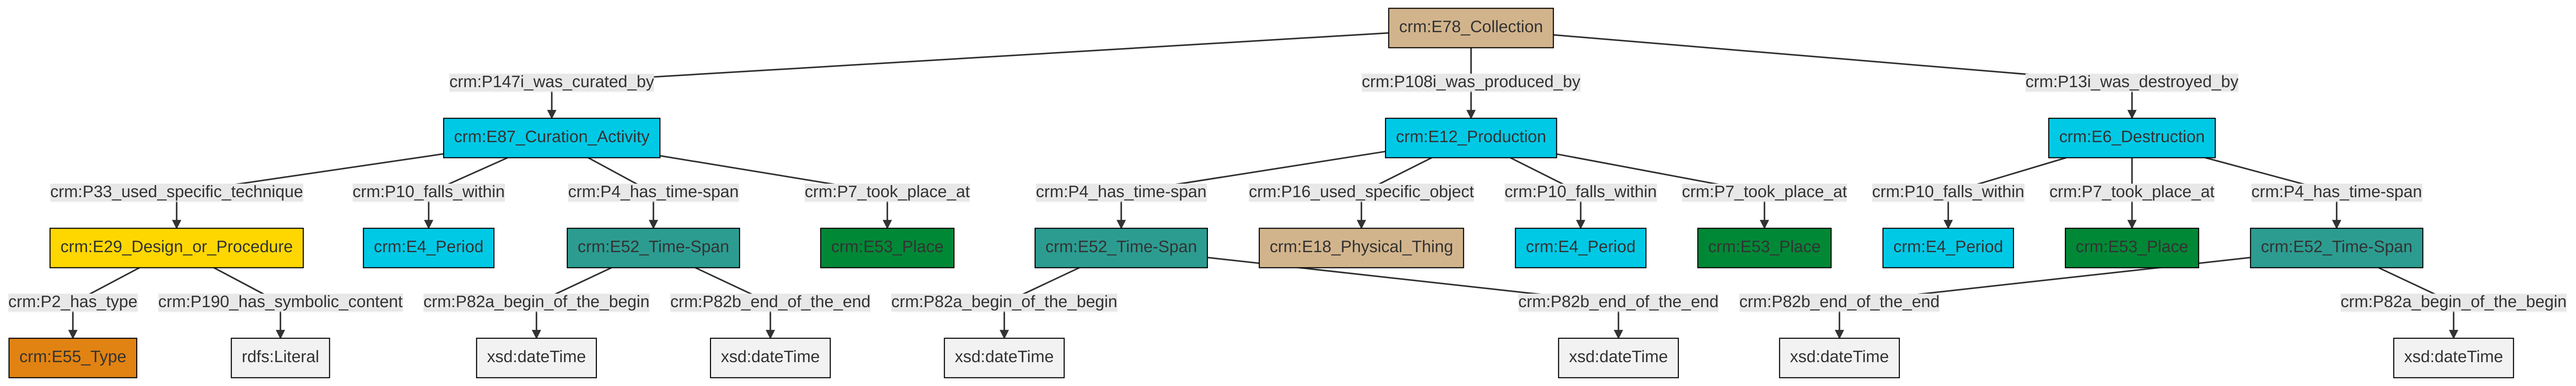 crm:E78_Collection
crm:P147i_was_curated_by
crm:P108i_was_produced_by
crm:P13i_was_destroyed_by
crm:E87_Curation_Activity
crm:E12_Production
crm:E6_Destruction
crm:P33_used_specific_technique
crm:P10_falls_within
crm:P4_has_time-span
crm:P7_took_place_at
crm:P4_has_time-span
crm:P16_used_specific_object
crm:P10_falls_within
crm:P7_took_place_at
crm:P10_falls_within
crm:P7_took_place_at
crm:P4_has_time-span
crm:E29_Design_or_Procedure
crm:E4_Period
crm:E52_Time-Span
crm:E53_Place
crm:E52_Time-Span
crm:E18_Physical_Thing
crm:E4_Period
crm:E53_Place
crm:E4_Period
crm:E53_Place
crm:E52_Time-Span
crm:P2_has_type
crm:P190_has_symbolic_content
crm:P82a_begin_of_the_begin
crm:P82b_end_of_the_end
crm:P82a_begin_of_the_begin
crm:P82b_end_of_the_end
crm:P82b_end_of_the_end
crm:P82a_begin_of_the_begin
crm:E55_Type
rdfs:Literal
xsd:dateTime
xsd:dateTime
xsd:dateTime
xsd:dateTime
xsd:dateTime
xsd:dateTime